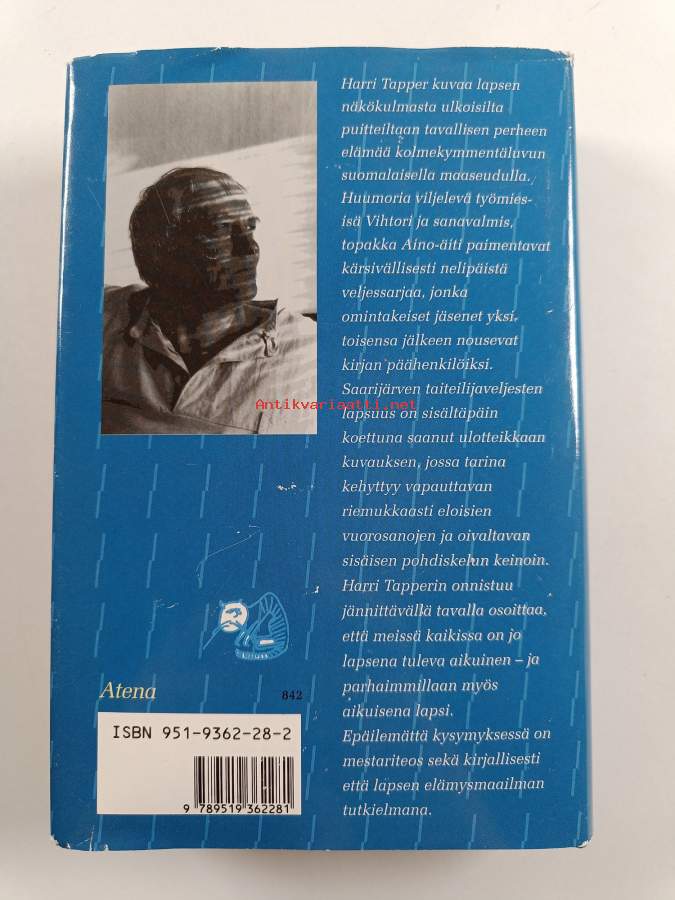 Harri Tapper kuvaa lapsen
näkökulmasta ulkoisilta
puitteiltaan tavallisen perheen
elämää kolmekymmentäluvun
suomalaisella maaseudulla.
Huumoria viljelevä työmies-
isä Vihtori ja sanavalmis,
topakka Aino-äiti paimentavat
kärsivällisesti nelipäistä
veljessarjaa, jonka
omintakeiset jäsenet yksi
toisensa jälkeen nousevat
kirjan päähenkilöiksi.
Saarijärven taiteilijaveljesten
lapsuus on sisältäpäin
koettuna saanut ulotteikkaan
kuvauksen, jossa tarina
kehyttyy vapauttavan
riemukkaasti eloisien
vuorosanojen ja oivaltavan
sisäisen pohdiskelun keinoin.
Harri Tapperin onnistuu
jännittävällä tavalla osoittaa,
että meissä kaikissa on jo
lapsena tuleva aikuinen – ja
parhaimmillaan myös
aikuisena lapsi.
Epäilemättä kysymyksessä on
mestariteos sekä kirjallisesti
että lapsen elämysmaailman
tutkielmana.
Antikvariaatti.net
Atena
842
ISBN 951-9362-28-2
9 789519 362281